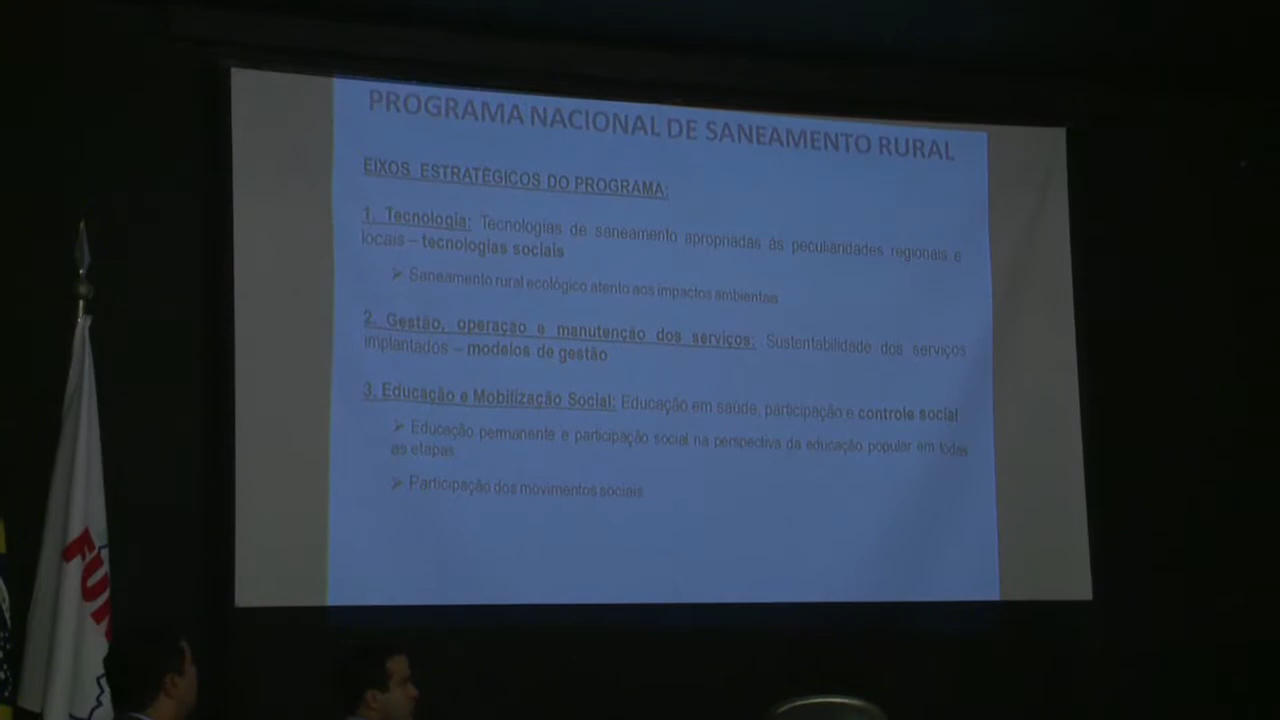 PROGRAMA NACIONAL DE SANEAMENTO RURAL
EIXOS ESTRATÉGICOS DO PROGRAMA:
1. Tecnologia: Tecnologias de saneamento apropriadas às peculiaridades regionais e
locais – tecnologias sociais
➢ Saneamento rural ecológico atento aos impactos ambientais
2. Gestão, operação e manutenção dos serviços: Sustentabilidade dos serviços
implantados – modelos de gestão
3. Educação e Mobilização Social: Educação em saúde, participação e controle social
➢ Educação permanente e participação social na perspectiva da educação popular em todas
as etapas
➢ Participação dos movimentos sociais